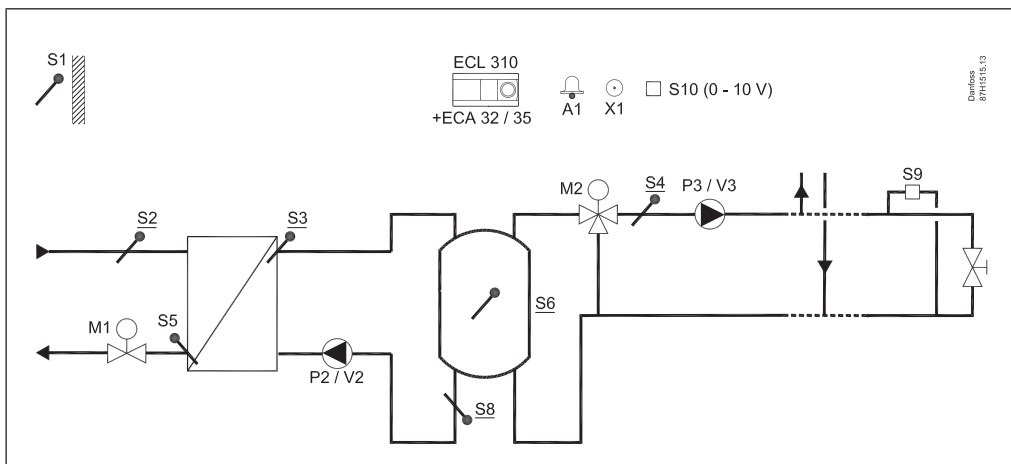 S1
ECL 310
+ECA 32 / 35
A1
X1
S10 (0 - 10 V)
Danfoss
87H1515.13
S2
S3
M2
S4
P3 / V3
S9
M1
S5
P2 / V2
S6
S8